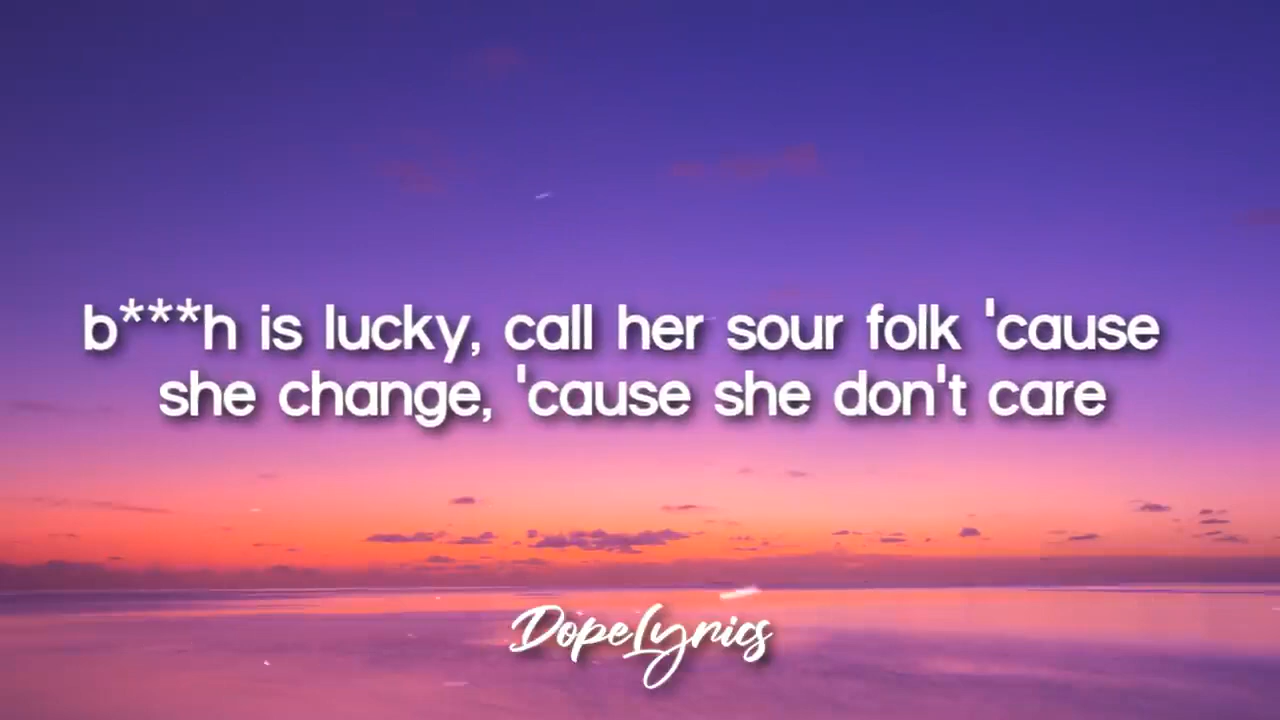 b***h is lucky, call her sour folk 'cause
she change, 'cause she don't care
DopeLyrics